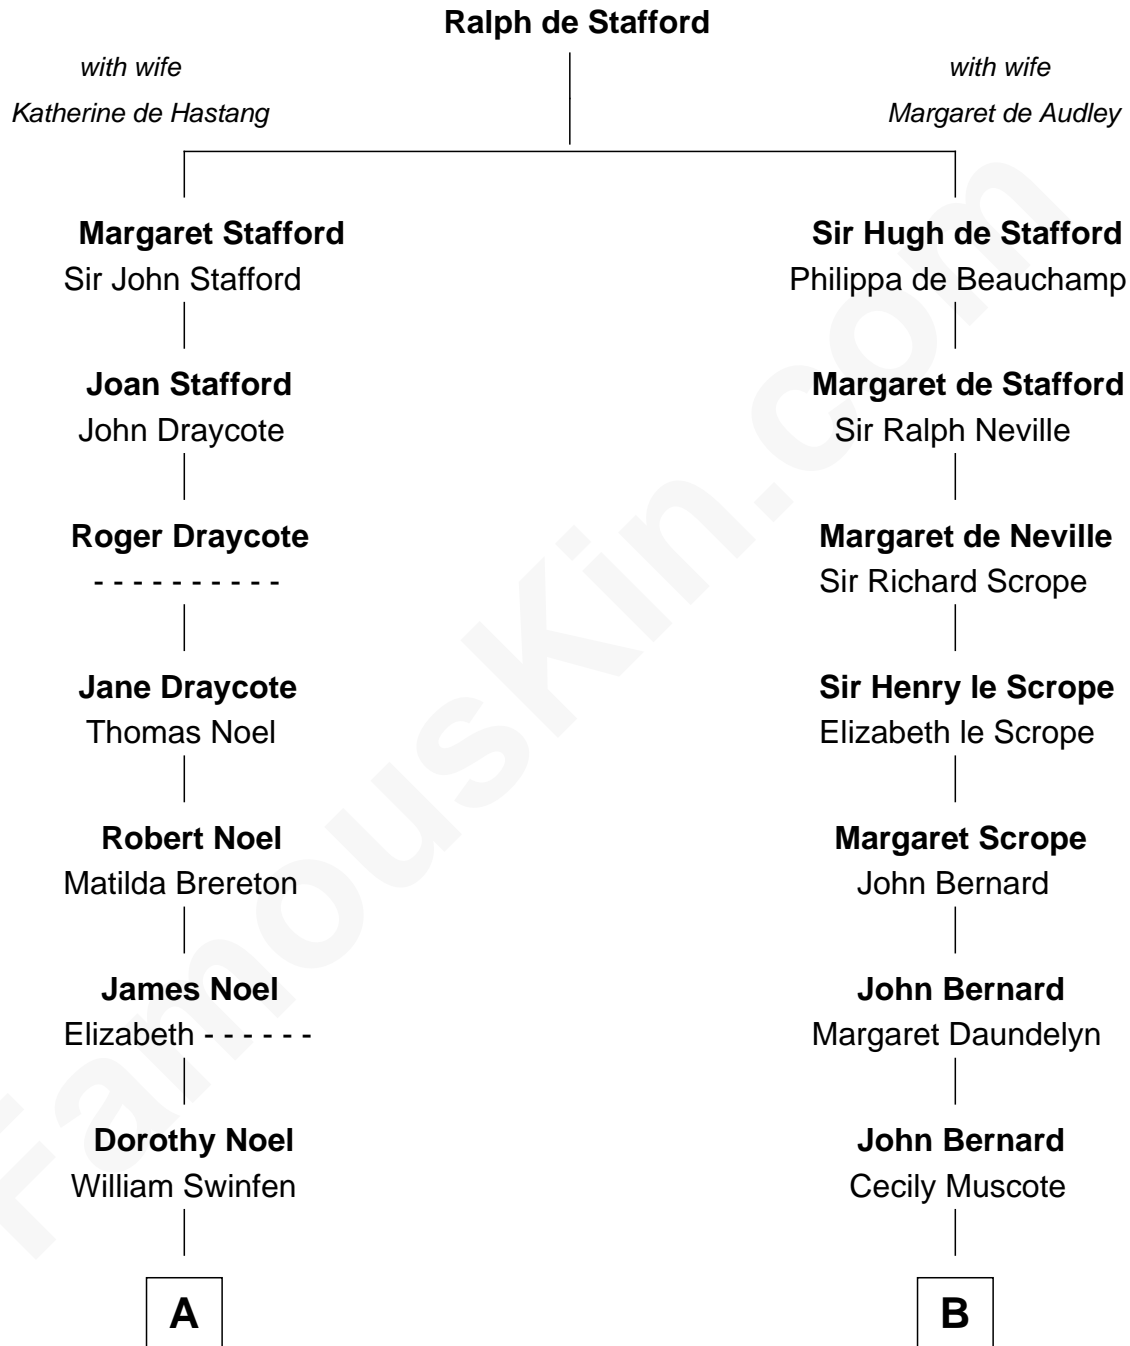 Ralph de Stafford
with wife
Katherine de Hastang
with wife
Margaret de Audley
Margaret Stafford
Sir John Stafford
Sir Hugh de Stafford
Philippa de Beauchamp
Joan Stafford
John Draycote
Margaret de Stafford
Sir Ralph Neville
Roger Draycote
- - - - - - - - - -
Margaret de Neville
Sir Richard Scrope
Jane Draycote
Thomas Noel
Sir Henry le Scrope
Elizabeth le Scrope
Robert Noel
Matilda Brereton
Margaret Scrope
John Bernard
James Noel
Elizabeth - - - - - -
John Bernard
Margaret Daundelyn
Dorothy Noel
William Swinfen
John Bernard
Cecily Muscote
A
B
FamousKin.com